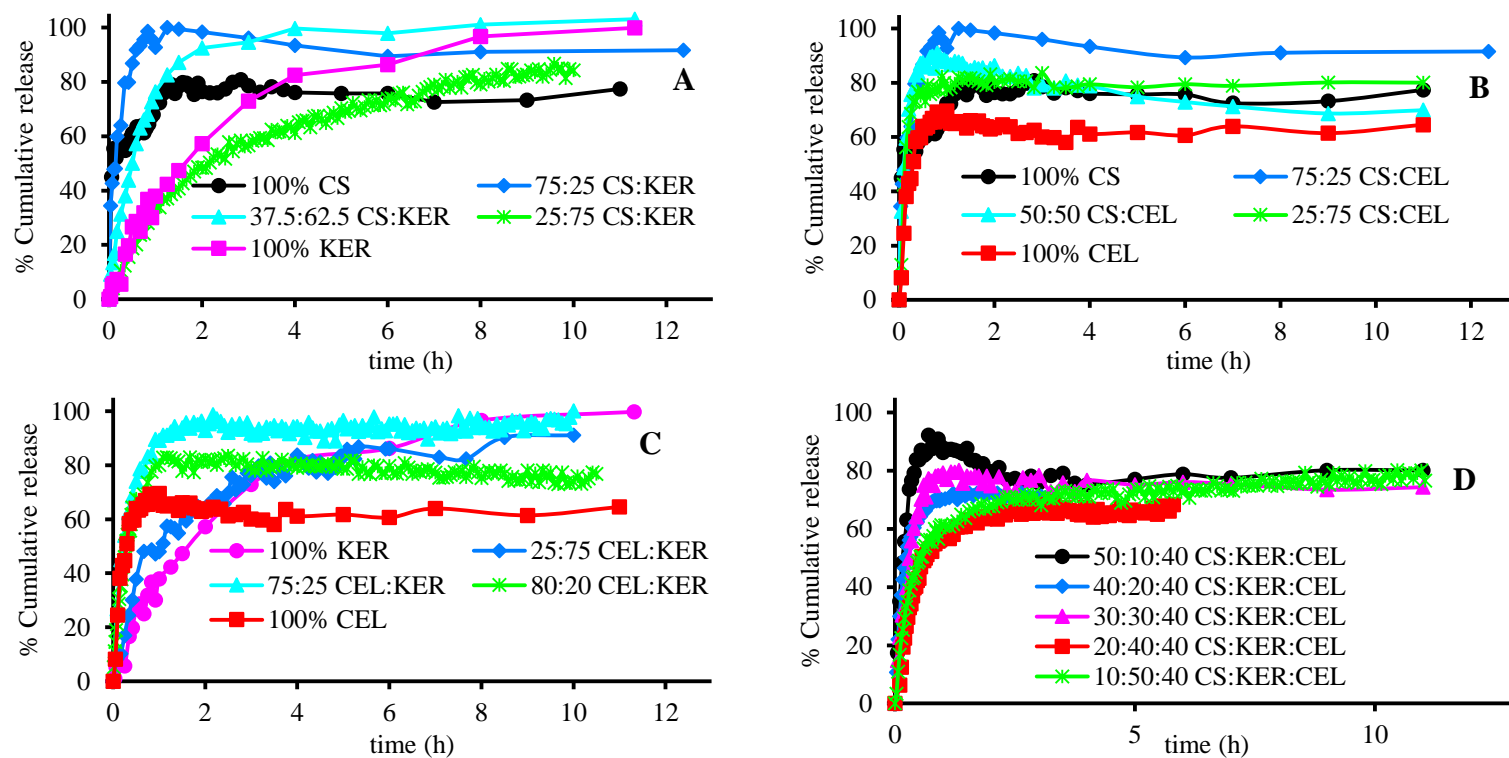 A
% Cumulative release
100
80
60
40
20
0
0 2 4 6 8 10 12
time (h)
100% CS 75:25 CS:KER
37.5:62.5 CS:KER 25:75 CS:KER
100% KER
B
% Cumulative release
100
80
60
40
20
0
0 2 4 6 8 10 12
time (h)
100% CS 75:25 CS:CEL
50:50 CS:CEL 25:75 CS:CEL
100% CEL
C
% Cumulative release
100
80
60
40
20
0
0 2 4 6 8 10 12
time (h)
100% KER 25:75 CEL:KER
75:25 CEL:KER 80:20 CEL:KER
100% CEL
D
% Cumulative release
100
80
60
40
20
0
0 5 10
time (h)
50:10:40 CS:KER:CEL
40:20:40 CS:KER:CEL
30:30:40 CS:KER:CEL
20:40:40 CS:KER:CEL
10:50:40 CS:KER:CEL